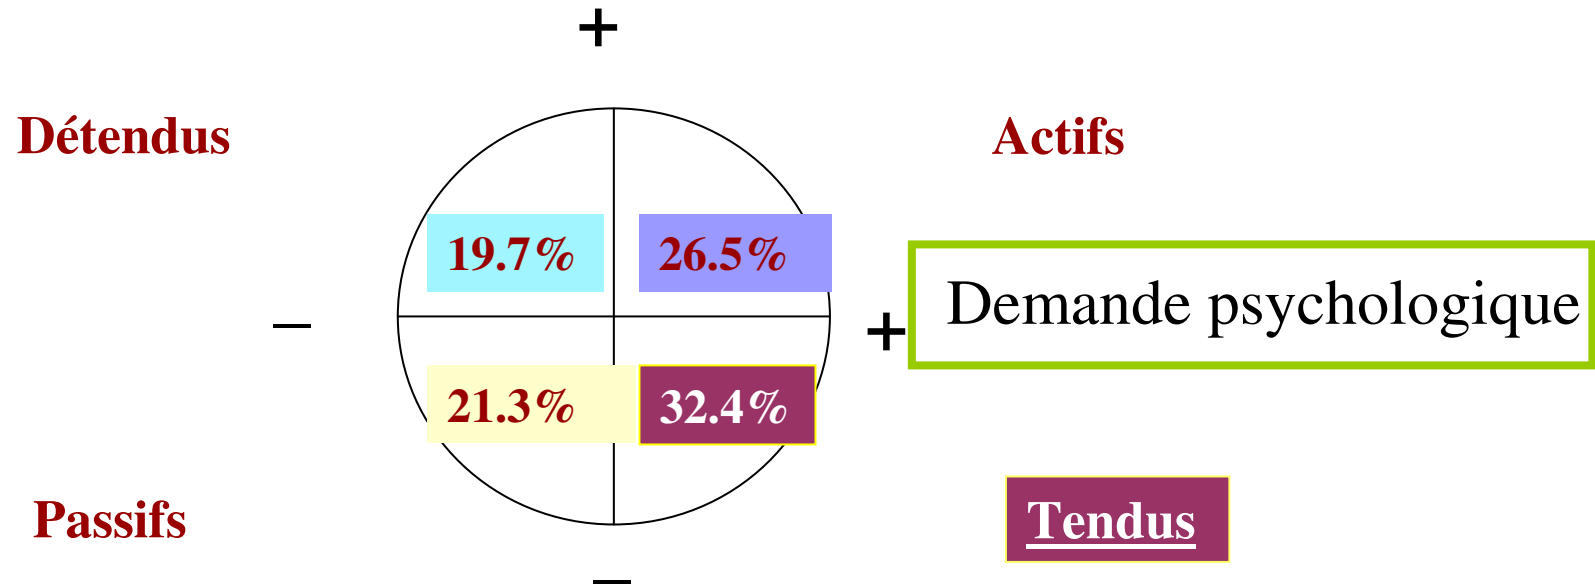 +
Détendus
Actifs
19.7%
26.5%
–
+
Demande psychologique
21.3%
32.4%
Passifs
Tendus
–